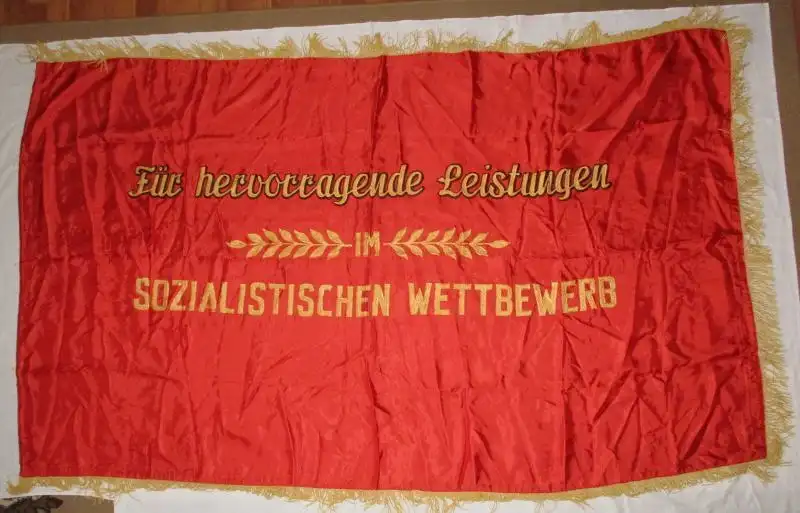 Für hervorragende Leistungen
IM
SOZIALISTISCHEN WETTBEWERB